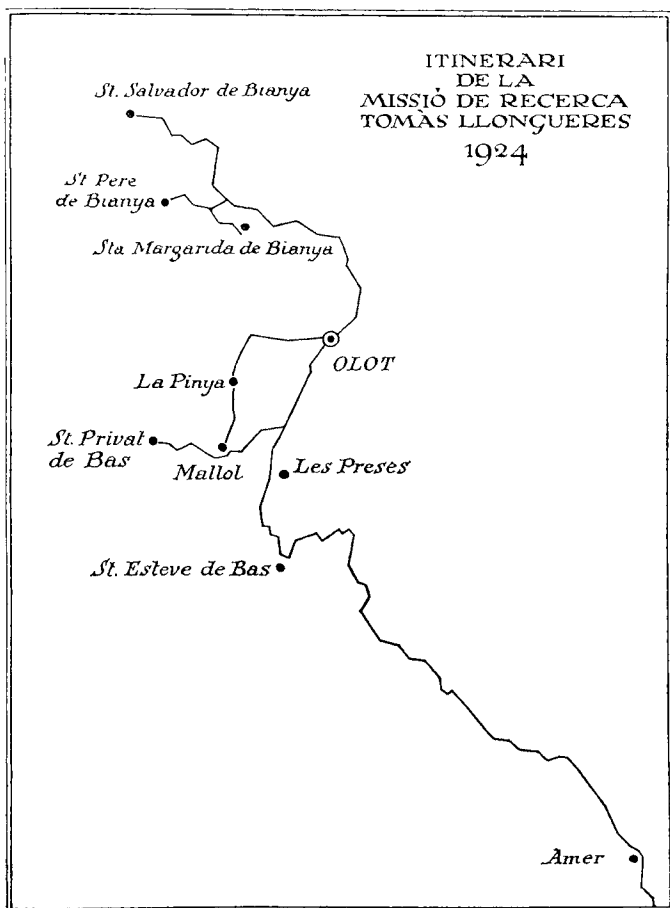 ITINERARI
DE LA
MISSIÓ DE RECERCA
TOMÀS LLONGUERES
1924
St. Salvador de Bianya
St Pere
de Bianya
Sta Margarida de Bianya
OLOT
La Pinya
St. Privat
de Bas
Mallol
Les Preses
St. Esteve de Bas
Amer